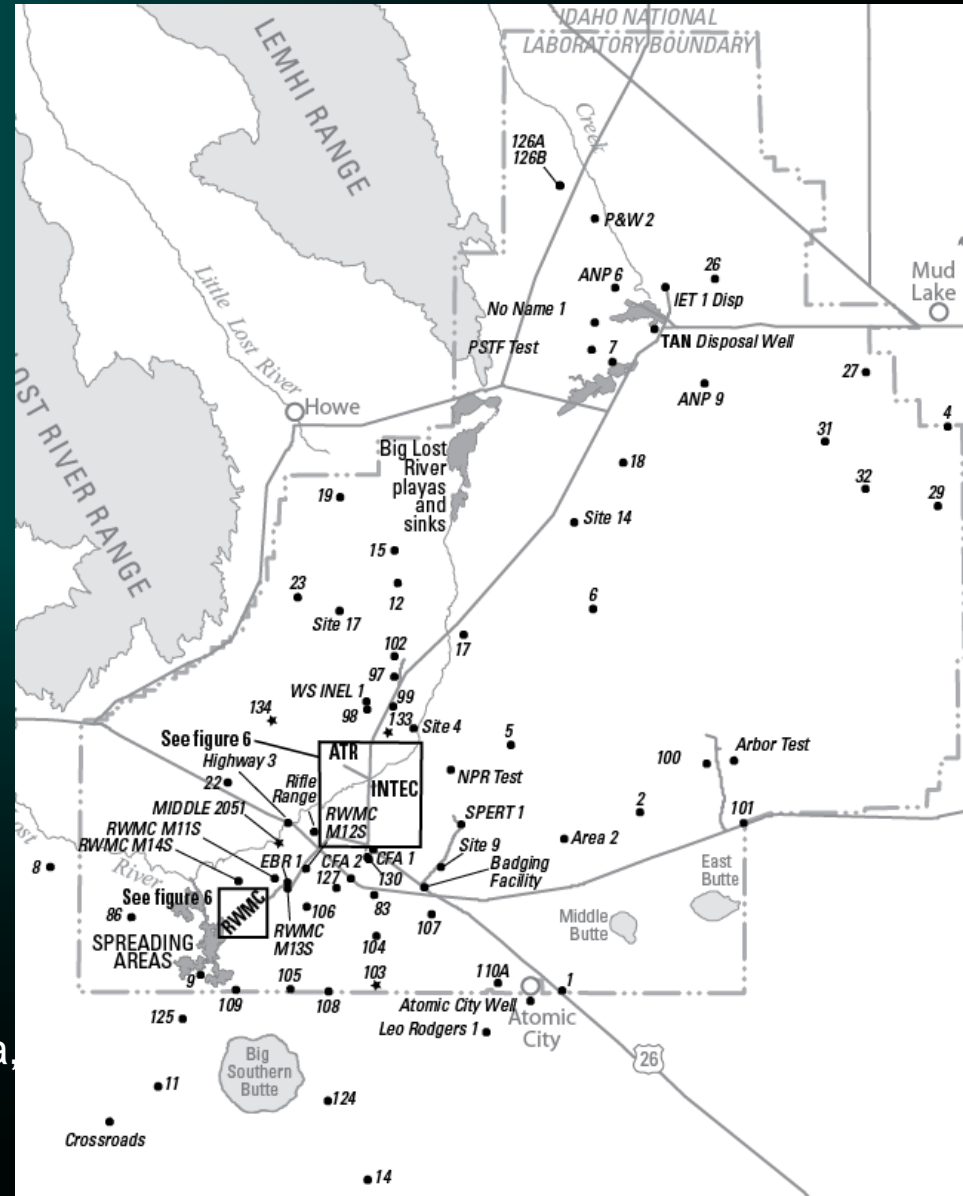 IDAHO NATIONAL
LABORATORY BOUNDARY
LEMHI RANGE
Creek
126A
126B
P&W 2
ANP 6
26
IET 1 Disp
Mud
Lake
No Name 1
Little Lost River
PSTF Test
7
TAN Disposal Well
27
ANP 9
Howe
4
LOST RIVER RANGE
31
Big Lost
River
playas
and
sinks
18
32
19
29
Site 14
15
23
12
6
Site 17
102
17
97
WS INEL 1
99
98
134
133
Site 4
See figure 6
ATR
5
Arbor Test
100
Highway 3
22
Rifle
Range
INTEC
NPR Test
MIDDLE 2051
RWMC
M12S
2
SPERT 1
101
RWMC M11S
RWMC M14S
Area 2
Site 9
8
River
EBR 1
CFA 2
CFA 1
Badging
Facility
East
Butte
127
130
See figure 6
RWMC
83
86
106
107
Middle
Butte
SPREADING
AREAS
RWMC
M13S
104
9
105
103
110A
1
109
108
Atomic City Well
Atomic
City
125
Leo Rodgers 1
Big
Southern
Butte
26
a,
11
124
Crossroads
14